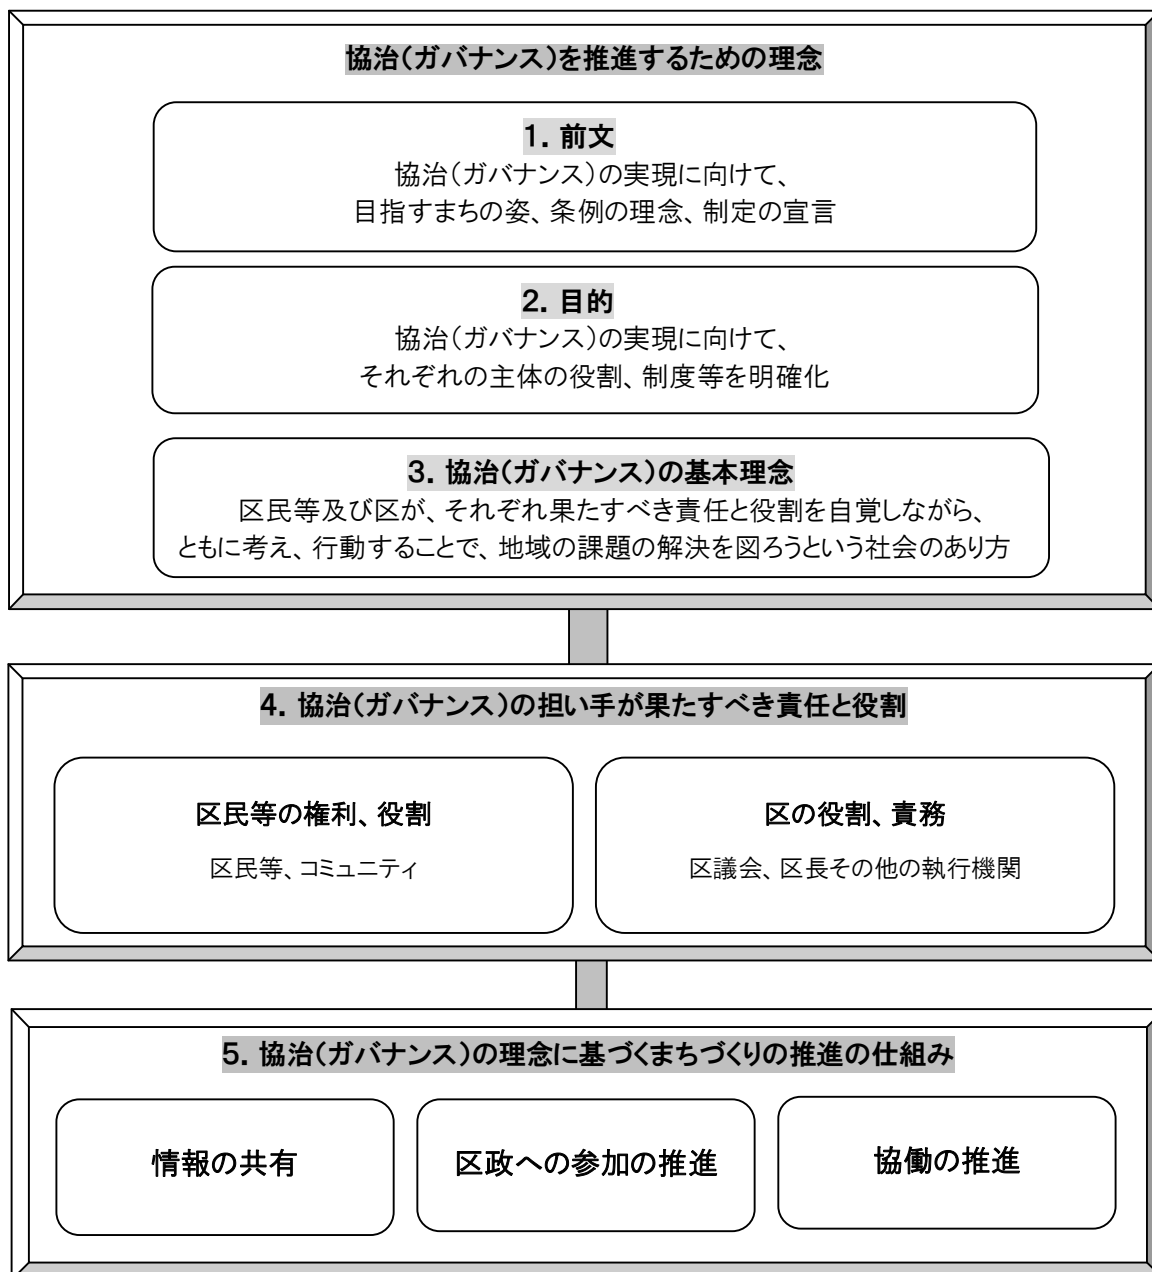 協治(ガバナンス)を推進するための理念
1. 前文
協治(ガバナンス)の実現に向けて、
目指すまちの姿、条例の理念、制定の宣言
2. 目的
協治(ガバナンス)の実現に向けて、
それぞれの主体の役割、制度等を明確化
3. 協治(ガバナンス)の基本理念
区民等及び区が、それぞれ果たすべき責任と役割を自覚しながら、
ともに考え、行動することで、地域の課題の解決を図ろうという社会のあり方
4. 協治(ガバナンス)の担い手が果たすべき責任と役割
区民等の権利、役割
区民等、コミュニティ
区の役割、責務
区議会、区長その他の執行機関
5. 協治(ガバナンス)の理念に基づくまちづくりの推進の仕組み
情報の共有
区政への参加の推進
協働の推進